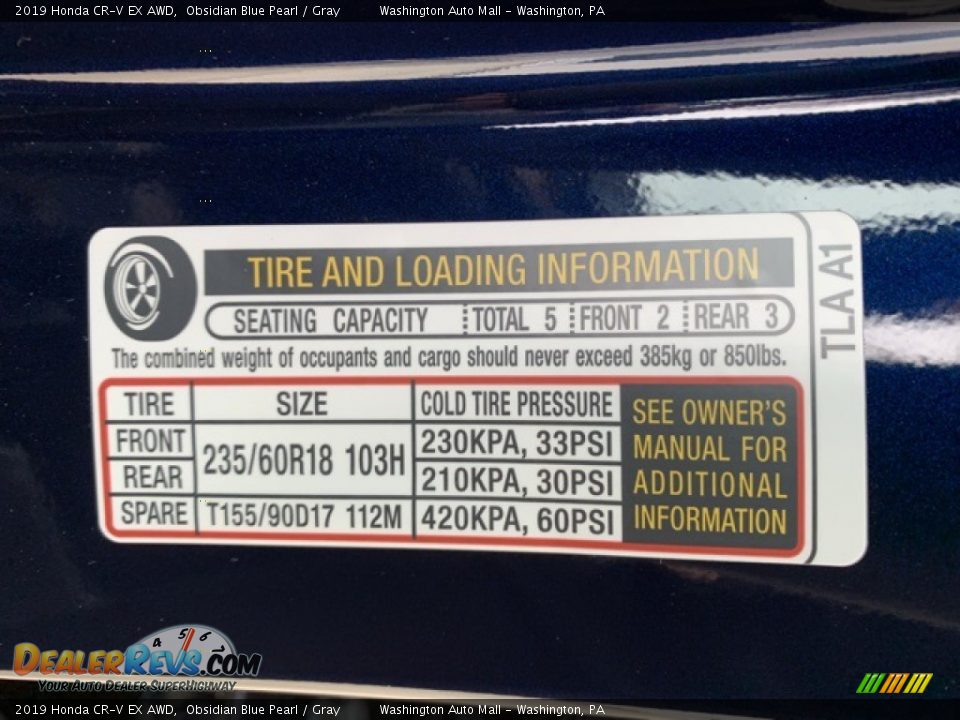 2019 Honda CR-V EX AWD, Obsidian Blue Pearl / Gray Washington Auto Mall - Washington, PA
TIRE AND LOADING INFORMATION
SEATING CAPACITY TOTAL 5 FRONT 2 REAR 3
The combined weight of occupants and cargo should never exceed 385kg or 850lbs.
TLA A1
TIRE SIZE COLD TIRE PRESSURE
FRONT 235/60R18 103H 230KPA, 33PSI
REAR 210KPA, 30PSI
SPARE T155/90D17 112M 420KPA, 60PSI
SEE OWNER'S
MANUAL FOR
ADDITIONAL
INFORMATION
4 5 6
DEALERREVS.COM
YOUR AUTO DEALER SUPERHIGHWAY
2019 Honda CR-V EX AWD, Obsidian Blue Pearl / Gray Washington Auto Mall - Washington, PA